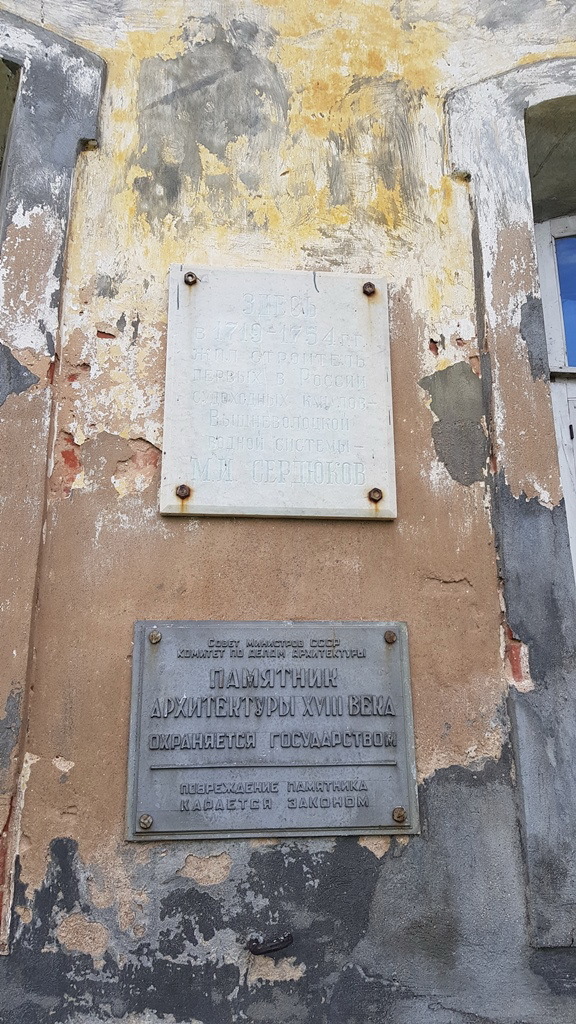 ЗДЕСЬ
В 1719-1754 гг.
ЖИЛ СТРОИТЕЛЬ
ПЕРВЫХ В РОССИИ
СУДОХОДНЫХ КАНАЛОВ-
ВЫШНЕВОЛОЦКОЙ
ВОДНОЙ СИСТЕМЫ-
М.И. СЕРДЮКОВ
СОВЕТ МИНИСТРОВ СССР
КОМИТЕТ ПО ДЕЛАМ АРХИТЕКТУРЫ
ПАМЯТНИК
АРХИТЕКТУРЫ XVIII ВЕКА
ОХРАНЯЕТСЯ ГОСУДАРСТВОМ
ПОВРЕЖДЕНИЕ ПАМЯТНИКА
КАРАЕТСЯ ЗАКОНОМ